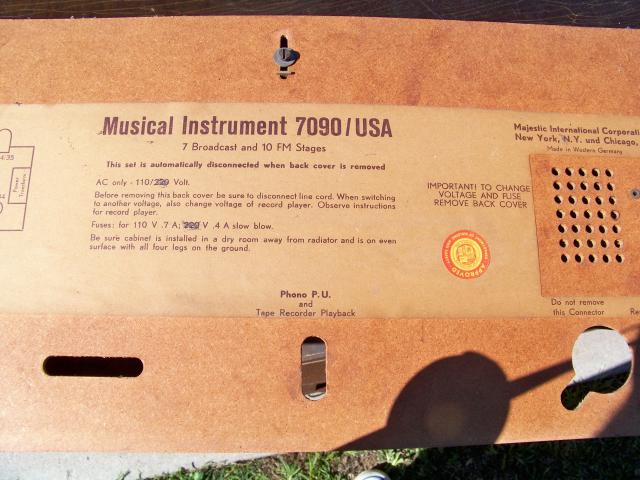 Musical Instrument 7090/USA
7 Broadcast and 10 FM Stages
This set is automatically disconnected when back cover is removed
AC only - 110/220 Volt.
Before removing this back cover be sure to disconnect line cord. When switching
to another voltage, also change voltage of record player. Observe instructions
for record player.
Fuses: for 110 V .7 A; 220 V .4 A slow blow.
Be sure cabinet is installed in a dry room away from radiator and is on even
surface with all four legs on the ground.
Phono P. U.
and
Tape Recorder Playback
IMPORTANT! TO CHANGE
VOLTAGE AND FUSE
REMOVE BACK COVER
APPROVED
Majestic International Corporati
New York, N.Y. und Chicago,
Made in Western Germany
Do not remove
this Connector
Power